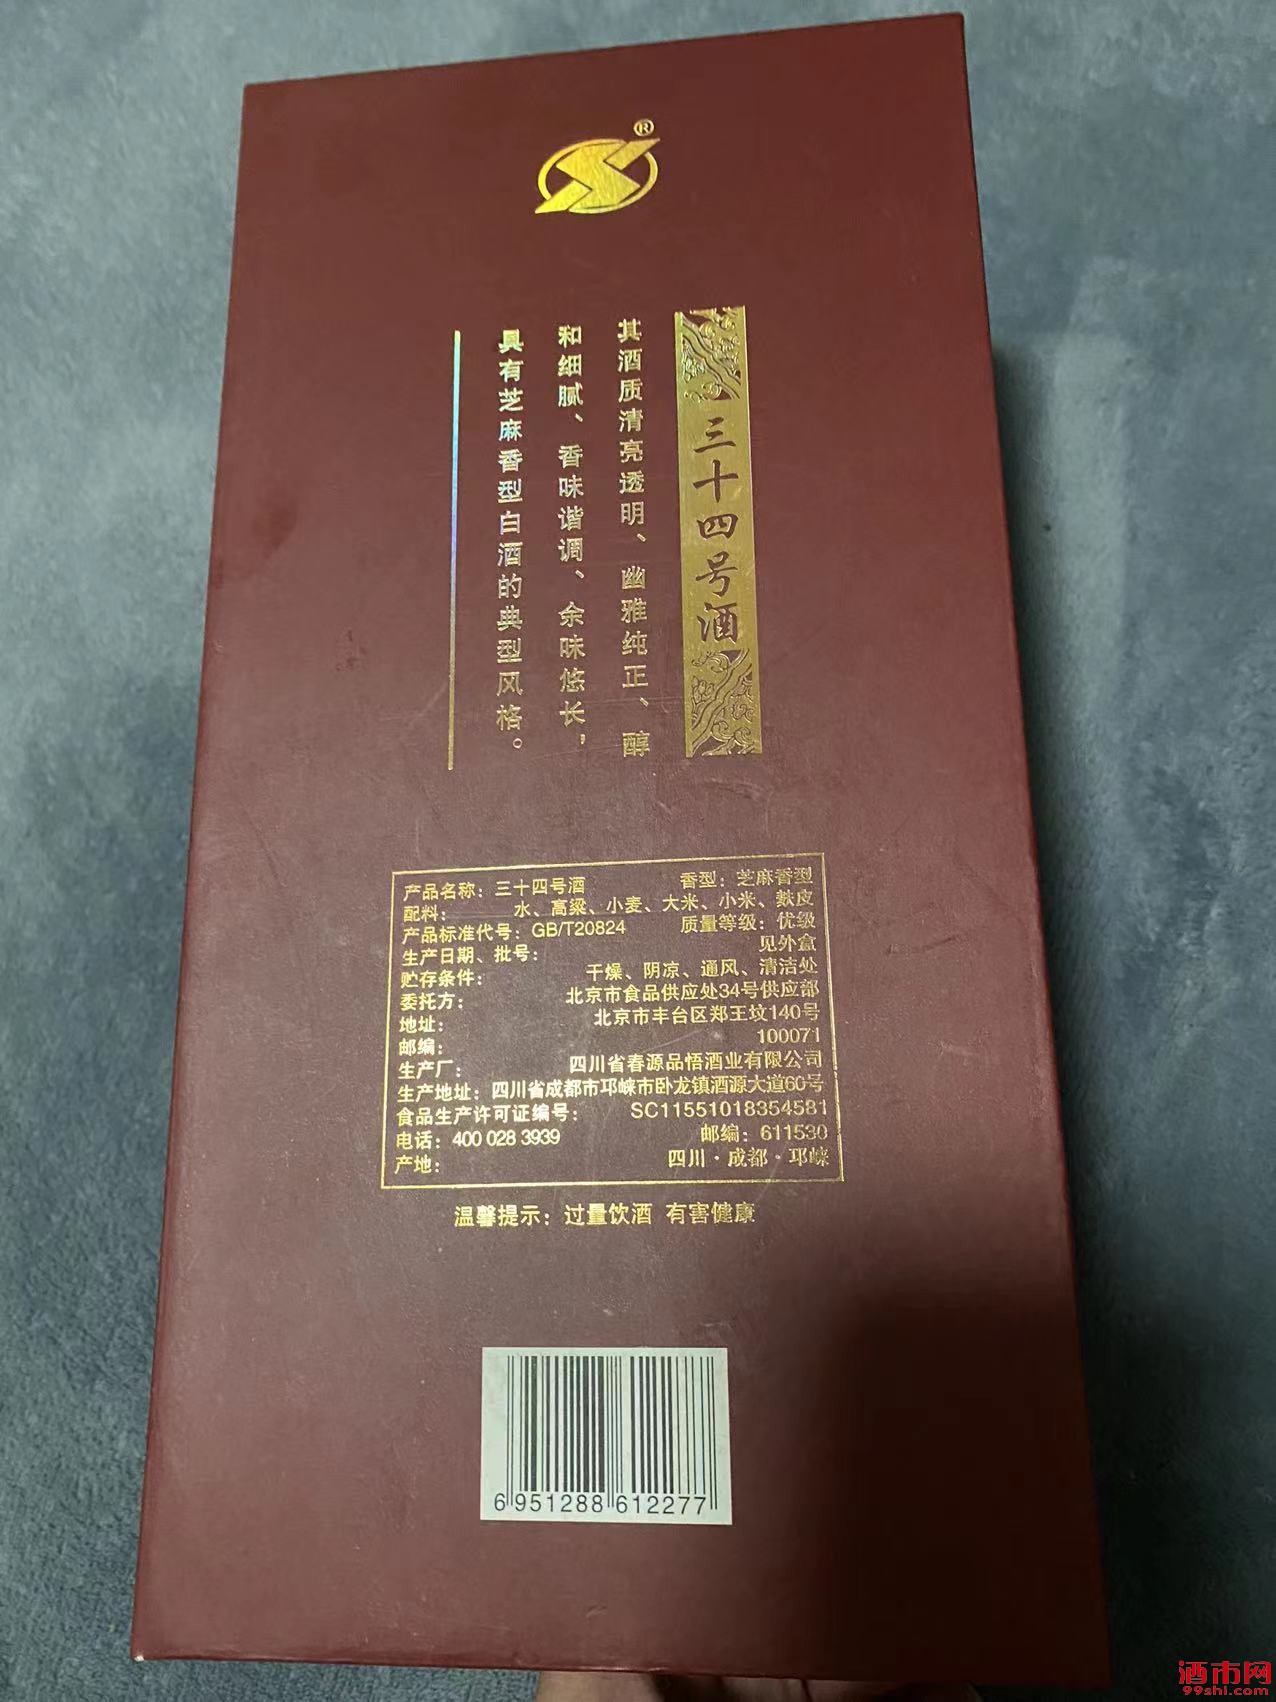 ®
三十四号酒
其酒质清亮透明、幽雅纯正、醇
和细腻、香味谐调、余味悠长，
具有芝麻香型白酒的典型风格。
产品名称：三十四号酒 香型：芝麻香型
配料： 水、高粱、小麦、大米、小米、麸皮
产品标准代号：GB/T20824 质量等级：优级
生产日期、批号： 见外盒
贮存条件： 干燥、阴凉、通风、清洁处
委托方： 北京市食品供应处34号供应部
地址： 北京市丰台区郑王坟140号
邮编： 100071
生产厂： 四川省春源品悟酒业有限公司
生产地址：四川省成都市邛崃市卧龙镇酒源大道60号
食品生产许可证编号： SC11551018354581
电话：400 028 3939 邮编：611530
产地： 四川·成都·邛崃
温馨提示：过量饮酒 有害健康
6 951288 612277
酒市网
99shi.com